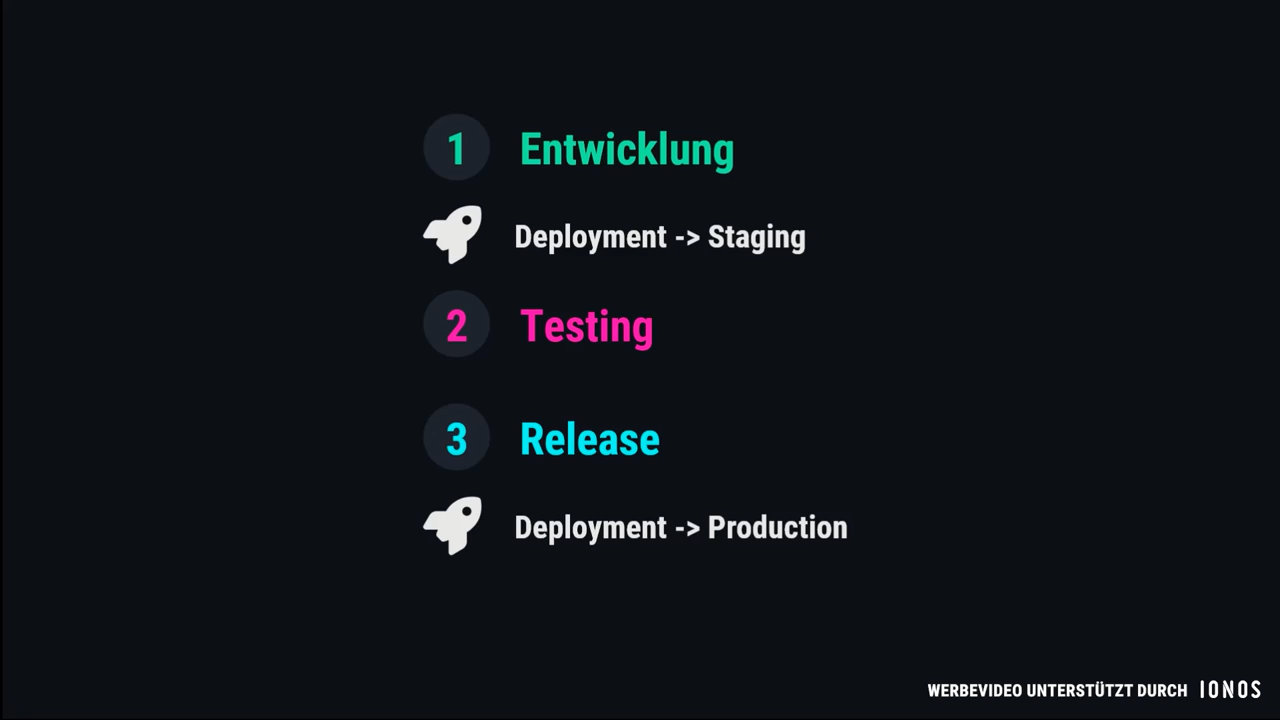 1 Entwicklung
Deployment -> Staging
2 Testing
3 Release
Deployment -> Production
WERBEVIDEO UNTERSTÜTZT DURCH IONOS